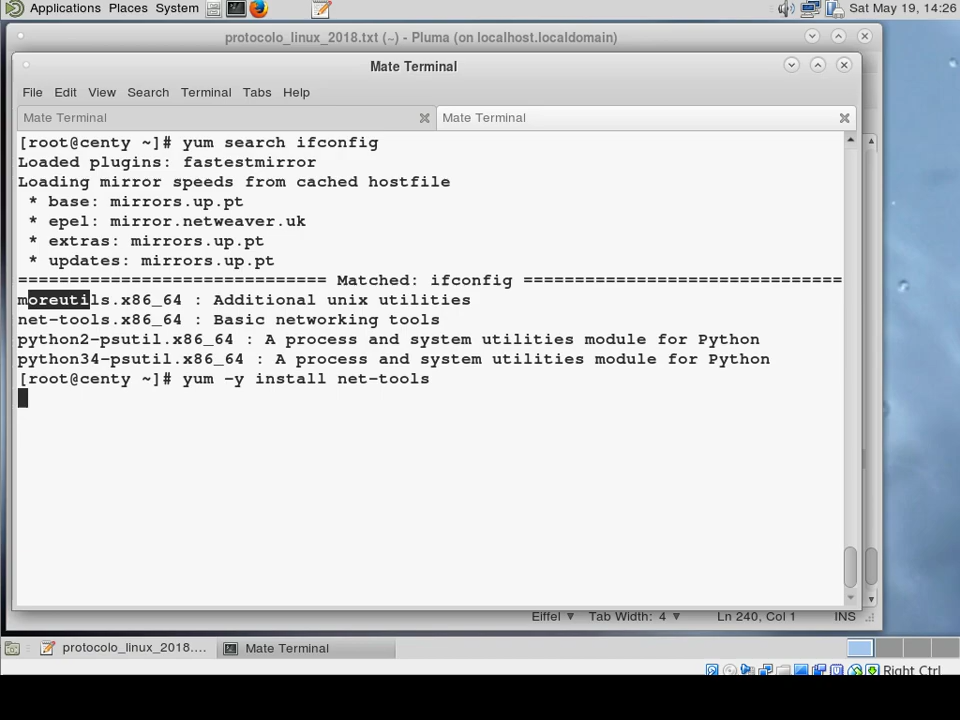 Applications Places System
Sat May 19, 14:26
protocolo_linux_2018.txt (~) - Pluma (on localhost.localdomain)
Mate Terminal
File Edit View Search Terminal Tabs Help
Mate Terminal
Mate Terminal
[root@centy ~]# yum search ifconfig
Loaded plugins: fastestmirror
Loading mirror speeds from cached hostfile
* base: mirrors.up.pt
* epel: mirror.netweaver.uk
* extras: mirrors.up.pt
* updates: mirrors.up.pt
============================== Matched: ifconfig ===============================
moreutils.x86_64 : Additional unix utilities
net-tools.x86_64 : Basic networking tools
python2-psutil.x86_64 : A process and system utilities module for Python
python34-psutil.x86_64 : A process and system utilities module for Python
[root@centy ~]# yum -y install net-tools
Eiffel Tab Width: 4 Ln 240, Col 1 INS
protocolo_linux_2018....
Mate Terminal
Right Ctrl